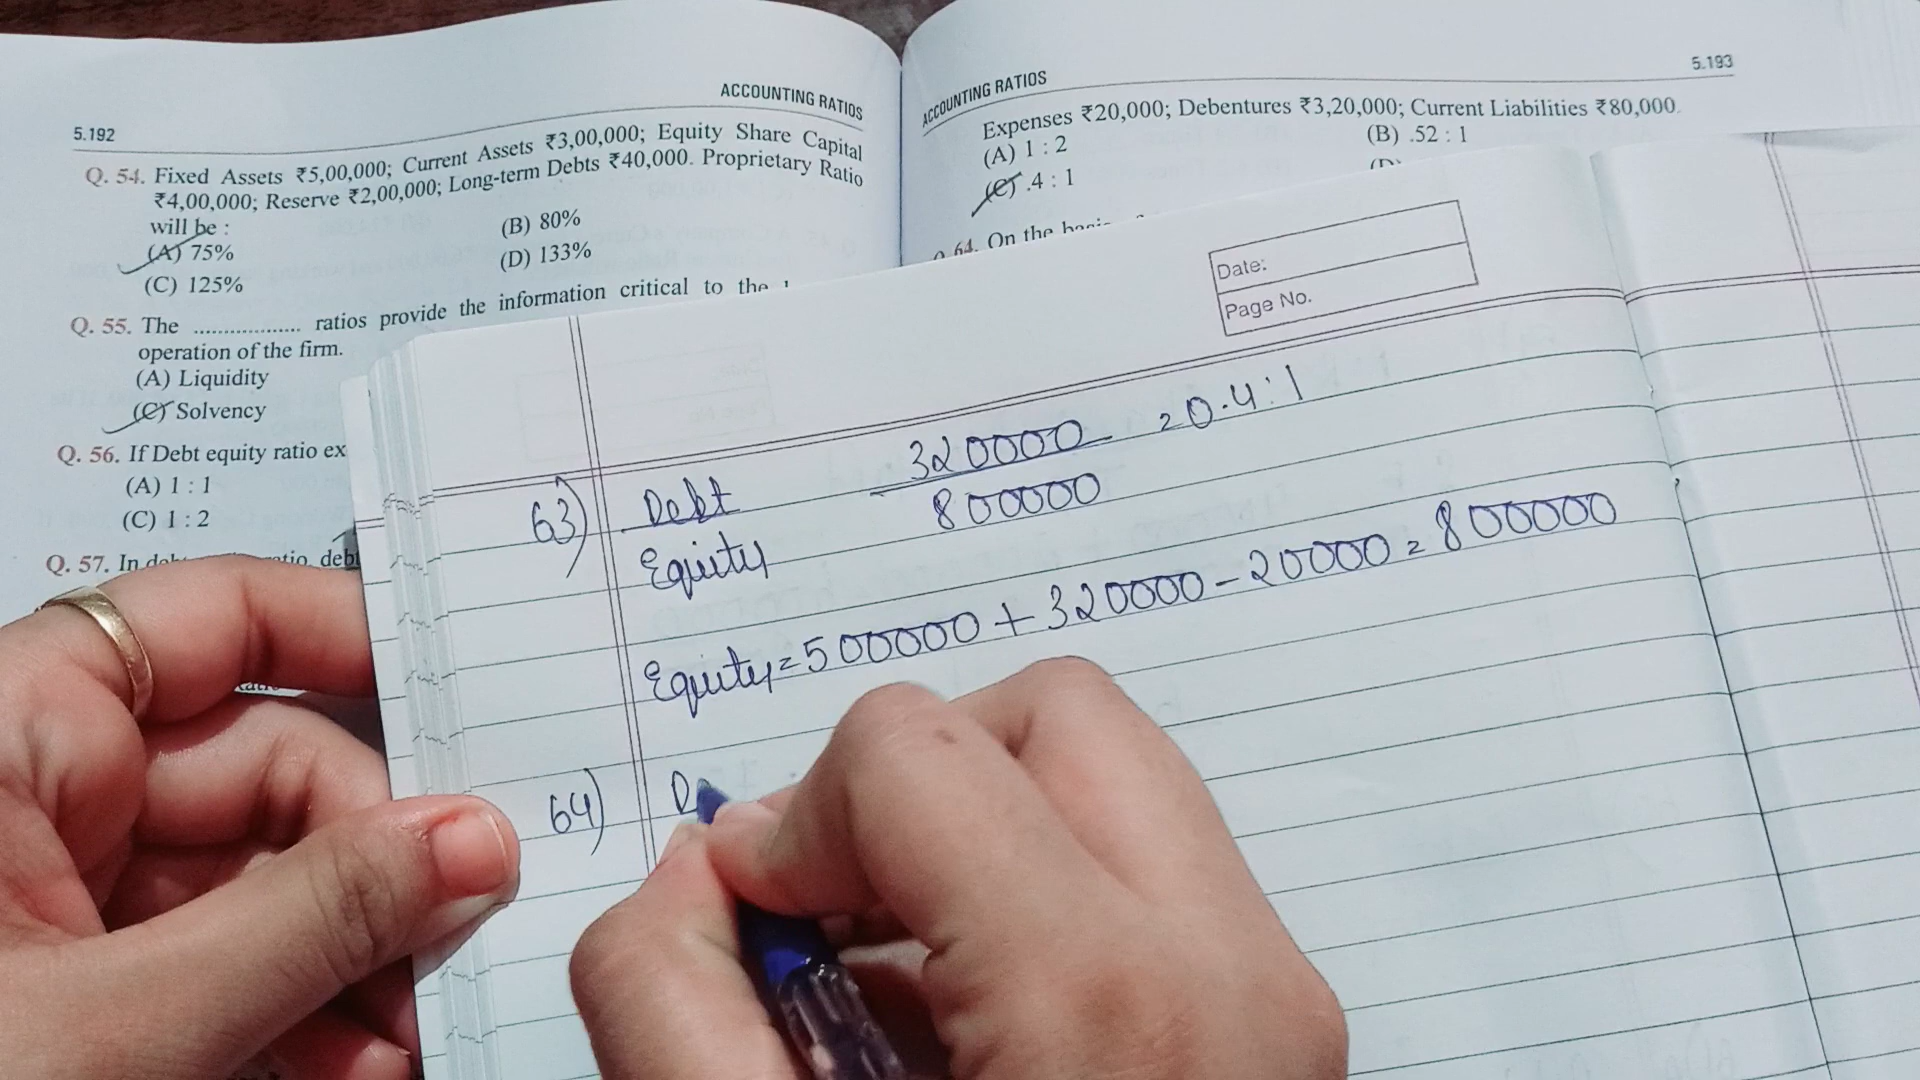 5.192
ACCOUNTING RATIOS
Q. 54. Fixed Assets ₹5,00,000; Current Assets ₹3,00,000; Equity Share Capital
₹4,00,000; Reserve ₹2,00,000; Long-term Debts ₹40,000. Proprietary Ratio
will be :
(A) 75%
(B) 80%
(C) 125%
(D) 133%
Q. 55. The .................. ratios provide the information critical to the
operation of the firm.
(A) Liquidity
(C) Solvency
Q. 56. If Debt equity ratio ex
(A) 1 : 1
(C) 1 : 2
Q. 57. In
ACCOUNTING RATIOS
5.193
Expenses ₹20,000; Debentures ₹3,20,000; Current Liabilities ₹80,000.
(A) 1 : 2
(B) .52 : 1
(C) .4 : 1
64. On the
Date:
Page No.
63) Debt 320000 = 0.4:1
Equity 800000
Equity = 500000 + 320000 - 20000 = 800000
64) D